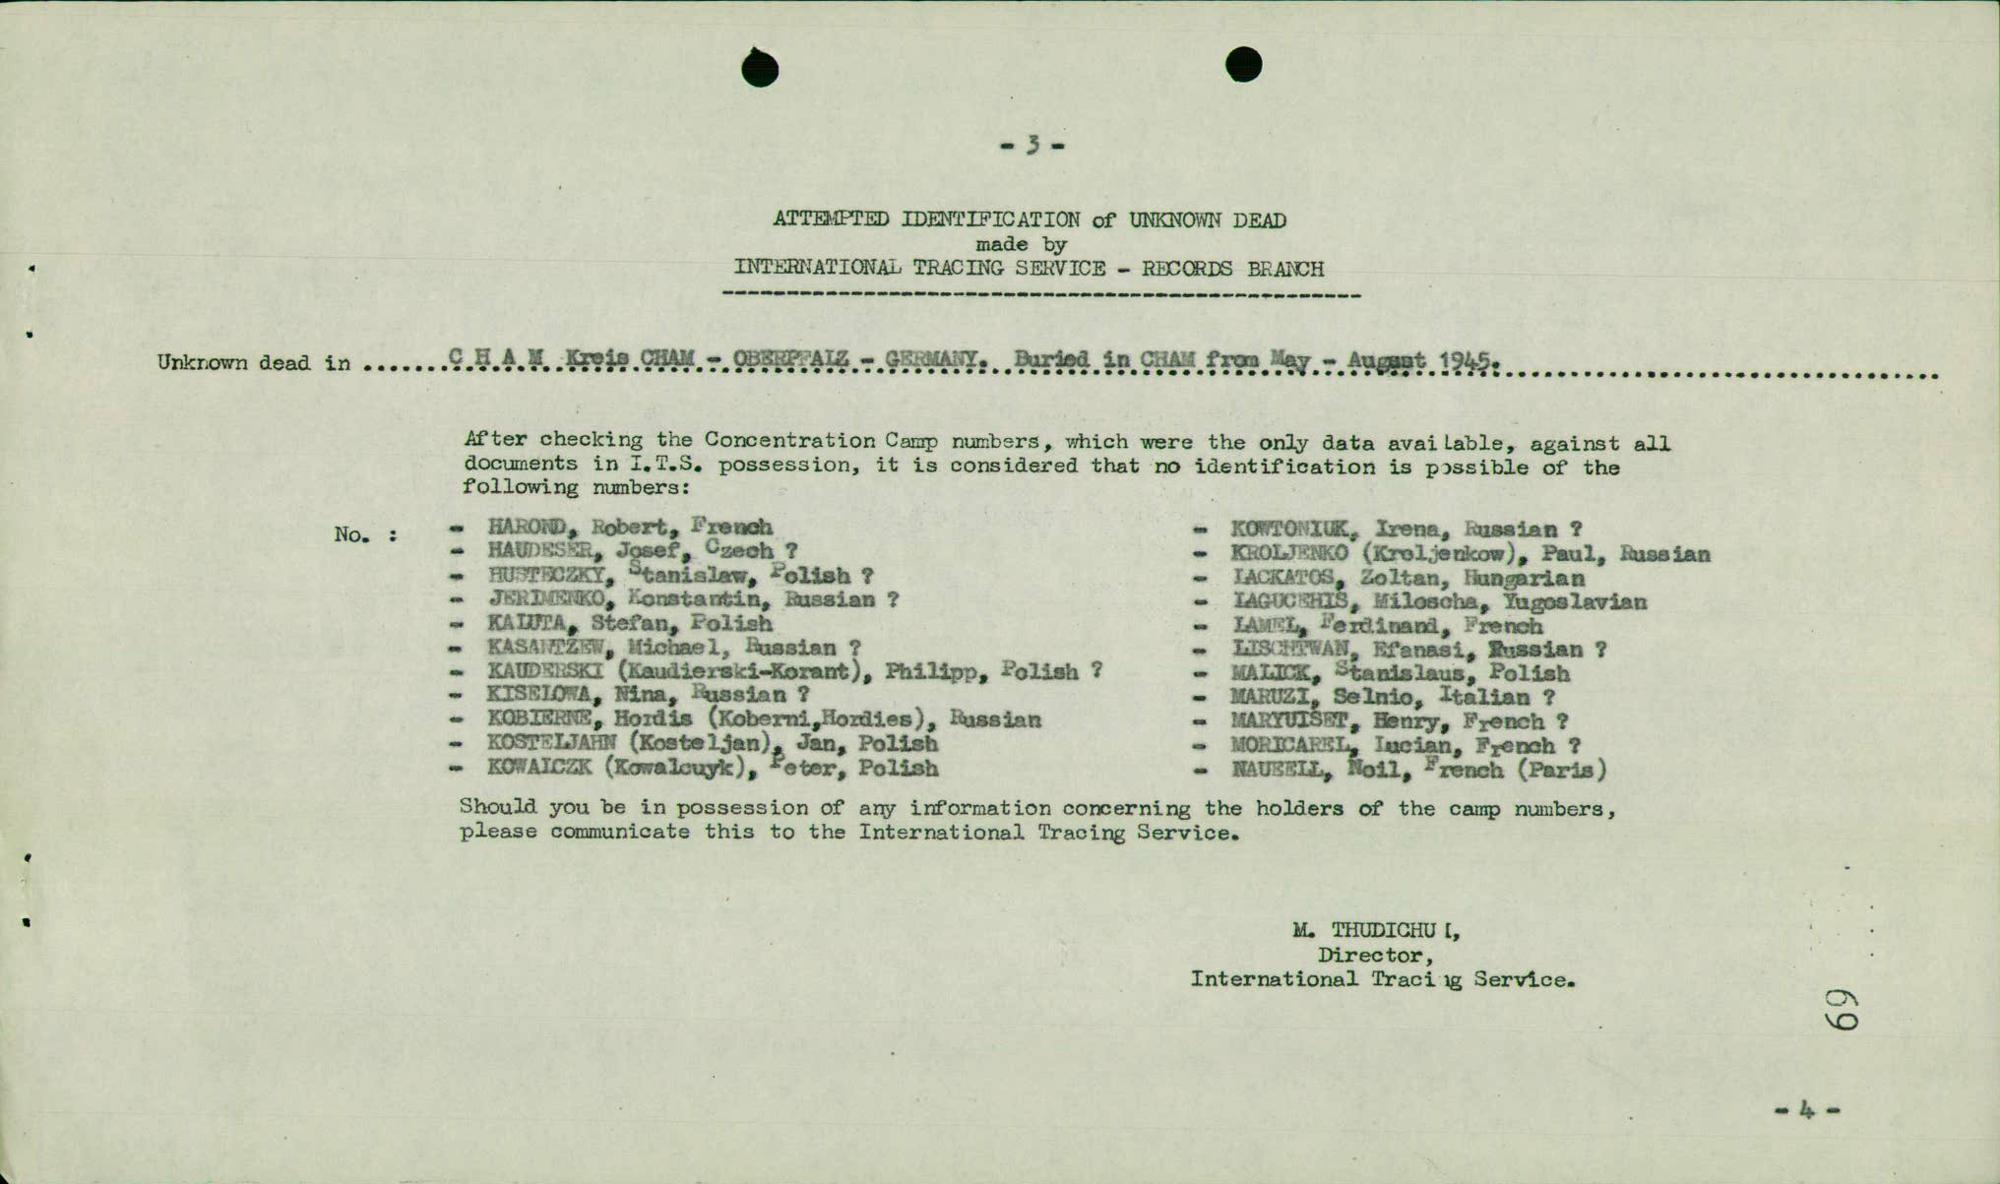 - 3 -
ATTEMPTED IDENTIFICATION of UNKNOWN DEAD
made by
INTERNATIONAL TRACING SERVICE - RECORDS BRANCH
Unknown dead in ....... C H A M Kreis CHAM - OBERPFALZ - GERMANY. Buried in CHAM from May - August 1945.
After checking the Concentration Camp numbers, which were the only data available, against all
documents in I.T.S. possession, it is considered that no identification is possible of the
following numbers:
No. :
- HAROND, Robert, French
- HAUDESER, Josef, Czech ?
- HUSTECZKY, Stanislaw, Polish ?
- JERIMENKO, Konstantin, Russian ?
- KALUTA, Stefan, Polish
- KASANTZEW, Michael, Russian ?
- KAUDERSKI (Kaudierski-Korant), Philipp, Polish ?
- KISELOWA, Nina, Russian ?
- KOBIERNE, Hordis (Koberni,Hordies), Russian
- KOSTELJAHN (Kosteljan), Jan, Polish
- KOWALCZK (Kowalcuyk), Peter, Polish
- KOWTONIUK, Irena, Russian ?
- KROLJENKO (Kroljenkow), Paul, Russian
- LACKATOS, Zoltan, Hungarian
- LAGUCEHIS, Miloscha, Yugoslavian
- LAMEL, Ferdinand, French
- LISCHTWAN, Efanasi, Russian ?
- MALICK, Stanislaus, Polish
- MARUZI, Selnio, Italian ?
- MARYUISET, Henry, French ?
- MORICAREL, Lucian, French ?
- NAUSELL, Noil, French (Paris)
Should you be in possession of any information concerning the holders of the camp numbers,
please communicate this to the International Tracing Service.
M. THUDICHUM,
Director,
International Tracing Service.
69
- 4 -